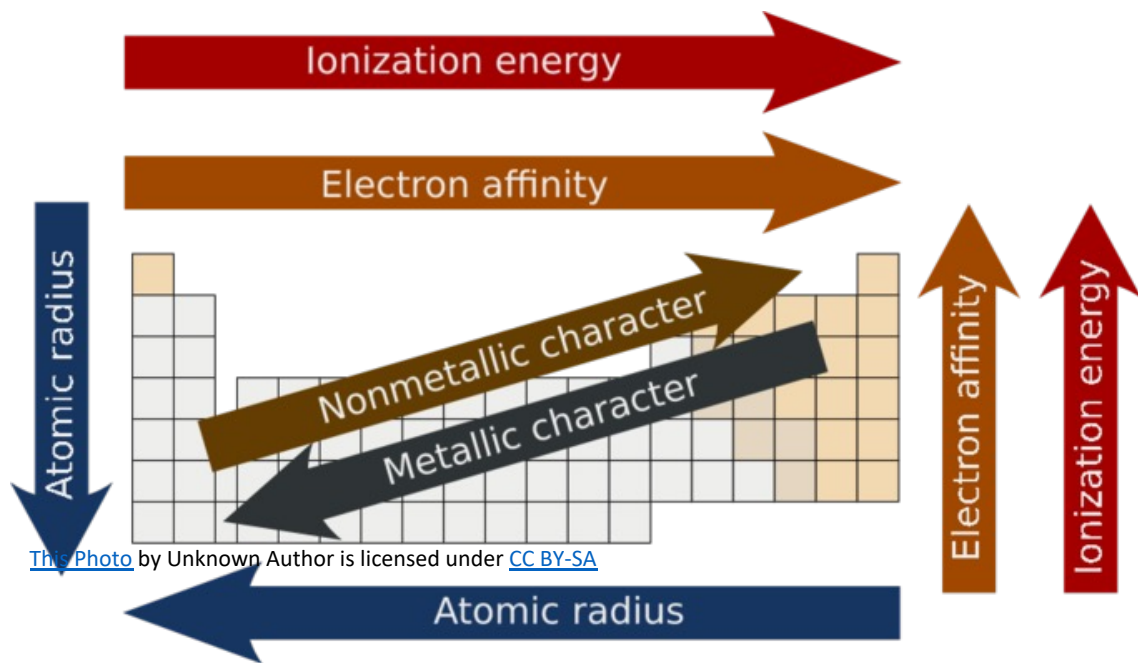 Ionization energy
Electron affinity
Atomic radius
Nonmetallic character
Metallic character
Electron affinity
Ionization energy
This Photo by Unknown Author is licensed under CC BY-SA
Atomic radius